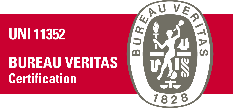 UNI 11352
BUREAU VERITAS
Certification
BUREAU VERITAS
1828